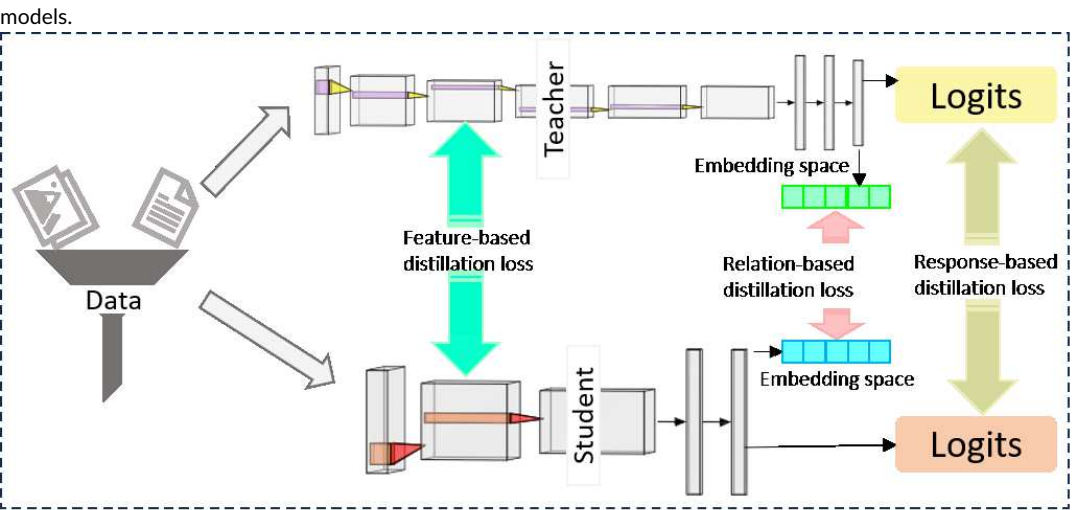 models.
Teacher
Logits
Embedding space
Data
Feature-based
distillation loss
Relation-based
distillation loss
Response-based
distillation loss
Embedding space
Student
Logits